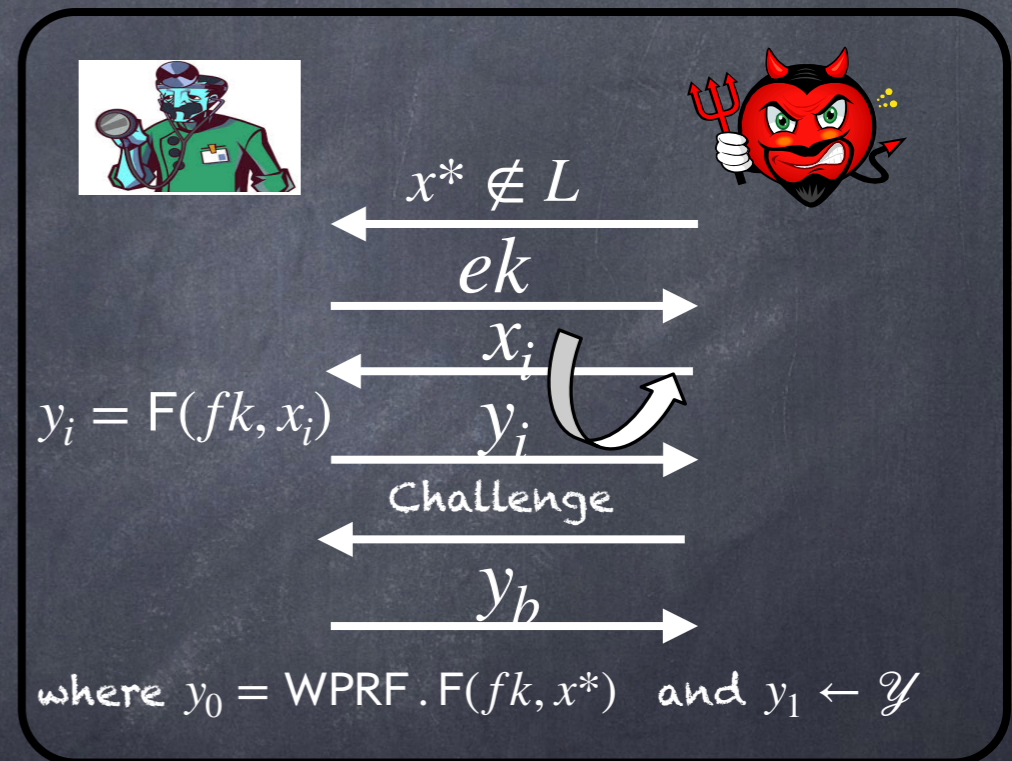 x* ∉ L
ek
x_i
y_i = F(fk, x_i)
y_i
Challenge
y_b
where y_0 = WPRF . F(fk, x*) and y_1 ← 𝒴